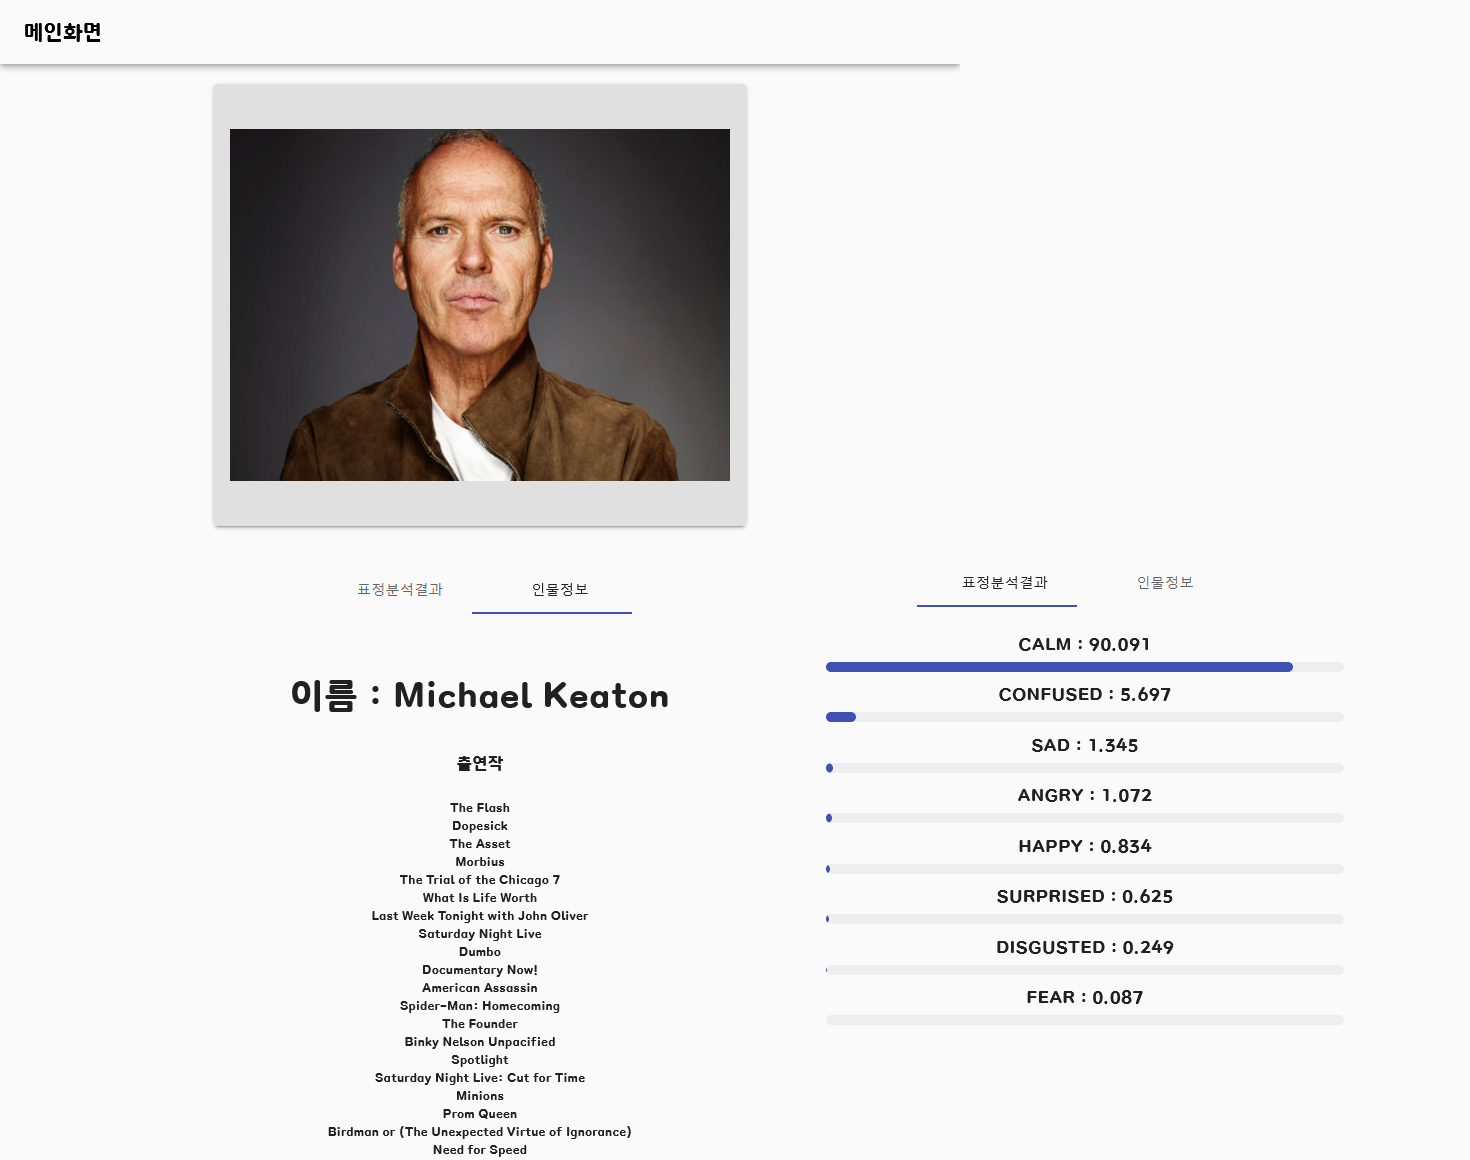 메인화면
표정분석결과
인물정보
이름 : Michael Keaton
출연작
The Flash
Dopesick
The Asset
Morbius
The Trial of the Chicago 7
What Is Life Worth
Last Week Tonight with John Oliver
Saturday Night Live
Dumbo
Documentary Now!
American Assassin
Spider-Man: Homecoming
The Founder
Binky Nelson Unpacified
Spotlight
Saturday Night Live: Cut for Time
Minions
Prom Queen
Birdman or (The Unexpected Virtue of Ignorance)
Need for Speed
표정분석결과
인물정보
CALM : 90.091
CONFUSED : 5.697
SAD : 1.345
ANGRY : 1.072
HAPPY : 0.834
SURPRISED : 0.625
DISGUSTED : 0.249
FEAR : 0.087